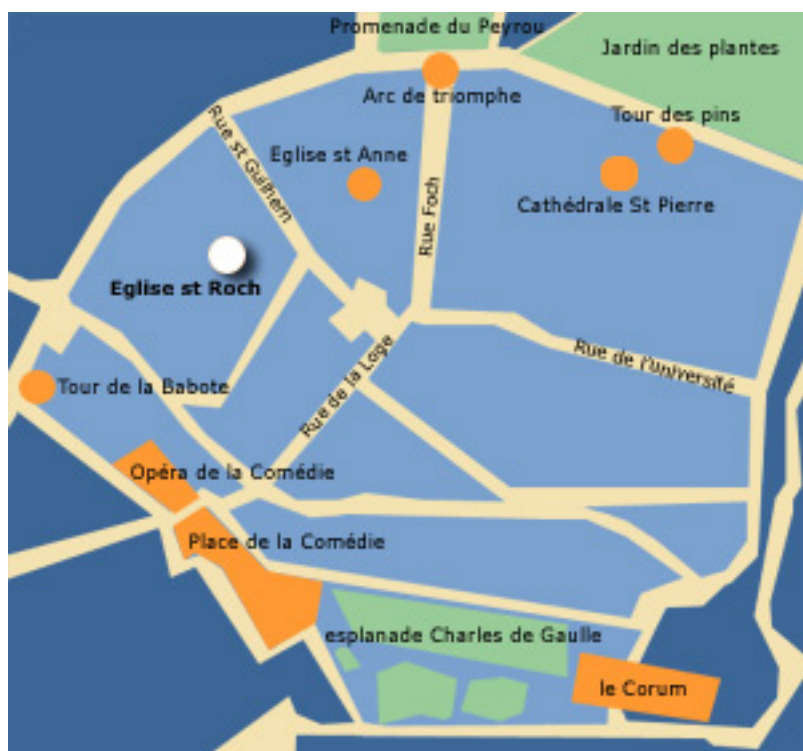 Promenade du Peyrou
Jardin des plantes
Arc de triomphe
Tour des pins
Rue st Guilhem
Eglise st Anne
Rue Foch
Cathédrale St Pierre
Eglise st Roch
Rue de la Loge
Rue de l'Université
Tour de la Babote
Opéra de la Comédie
Place de la Comédie
esplanade Charles de Gaulle
le Corum